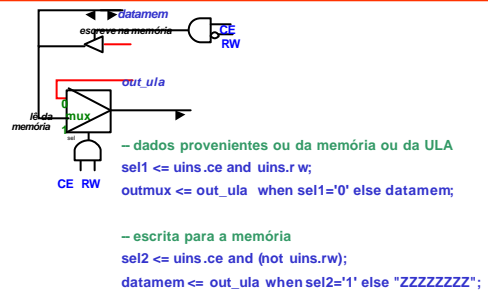 datamem
escreve na memória
CE
RW
out_ula
0
lê da
mux
memória
1
sel
CE RW
-- dados provenientes ou da memória ou da ULA
sel1 <= uins.ce and uins.rw;
outmux <= out_ula when sel1='0' else datamem;
-- escrita para a memória
sel2 <= uins.ce and (not uins.rw);
datamem <= out_ula when sel2='1' else "ZZZZZZZZ";